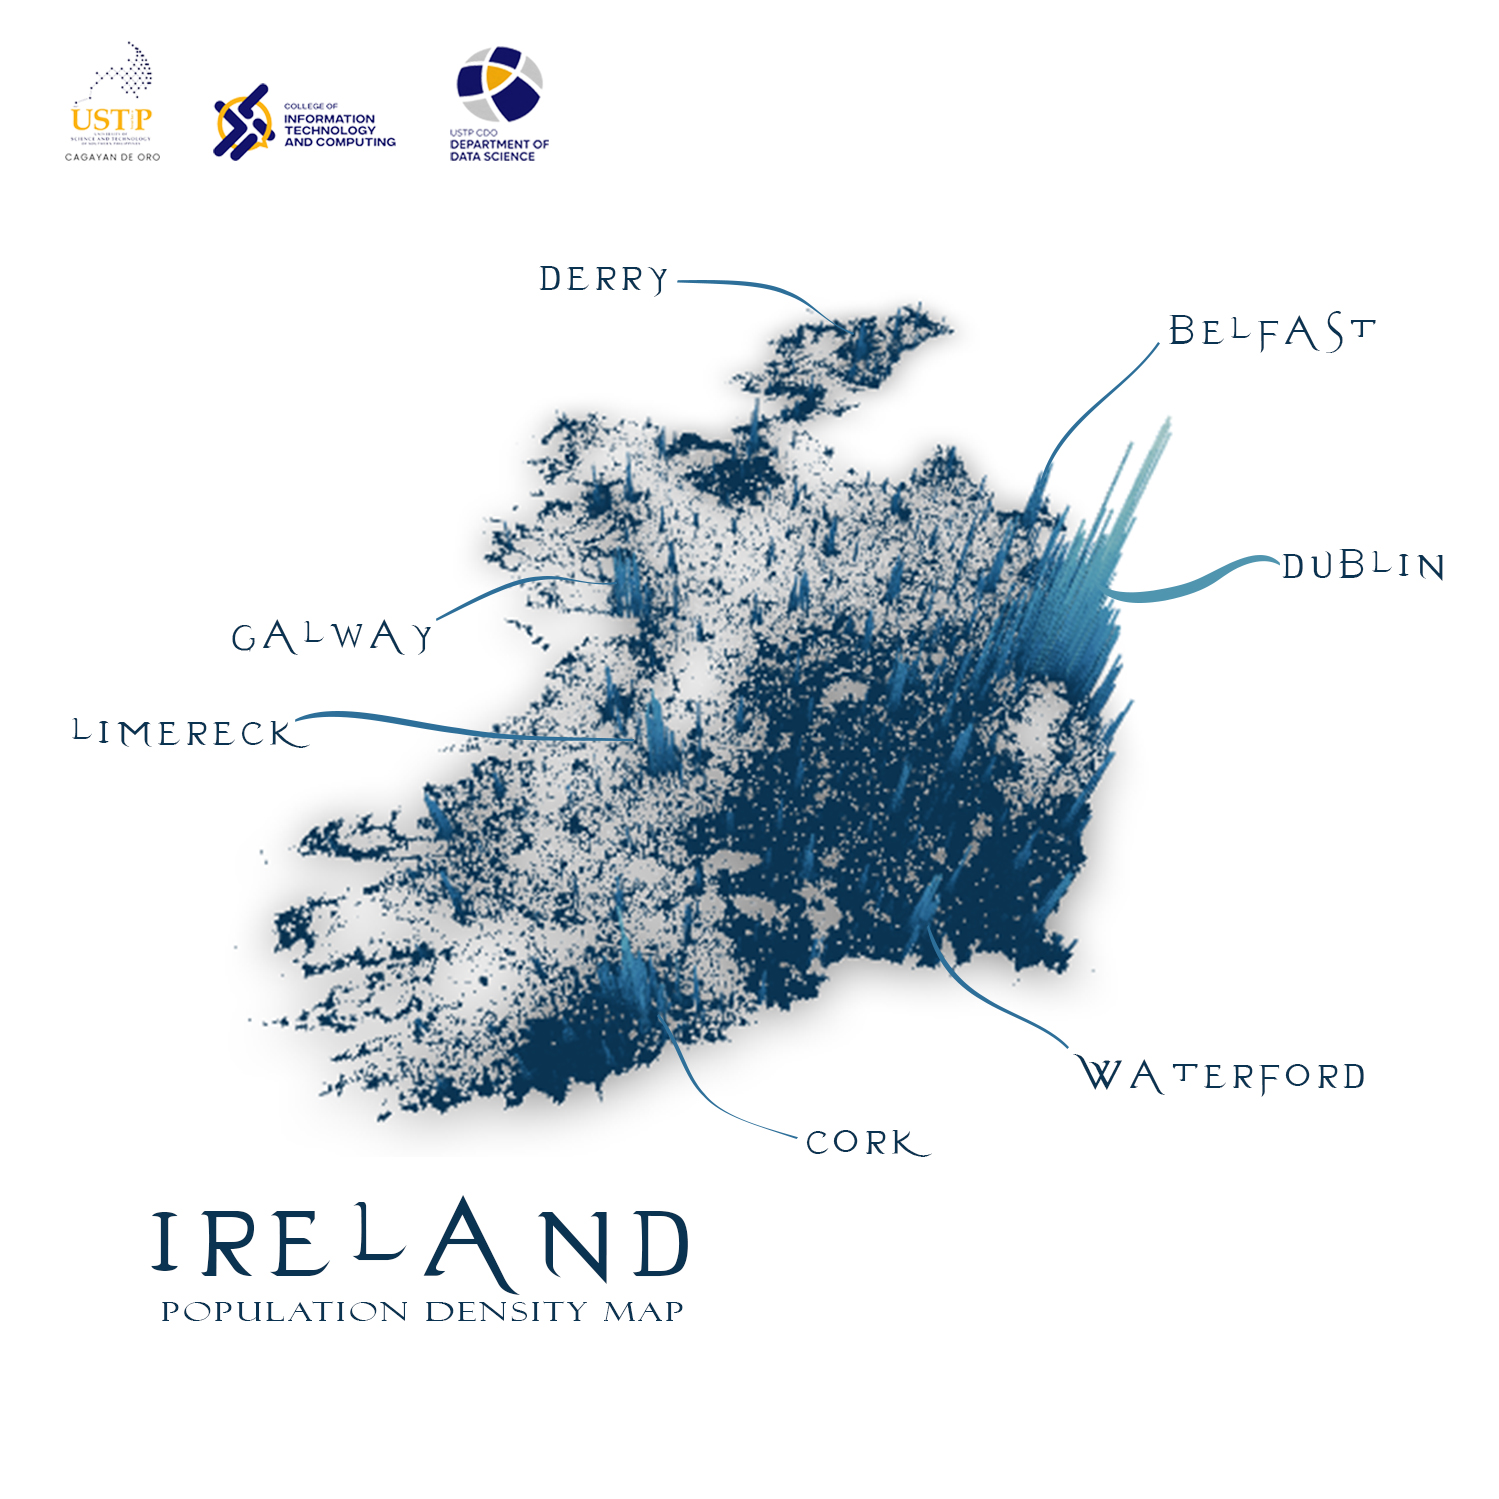 USTP
UNIVERSITY OF
SCIENCE AND TECHNOLOGY
OF SOUTHERN PHILIPPINES
CAGAYAN DE ORO
COLLEGE OF
INFORMATION
TECHNOLOGY
AND COMPUTING
USTP CDO
DEPARTMENT OF
DATA SCIENCE
DERRY
BELFAST
DUBLIN
GALWAY
LIMERECK
WATERFORD
CORK
IRELAND
POPULATION DENSITY MAP